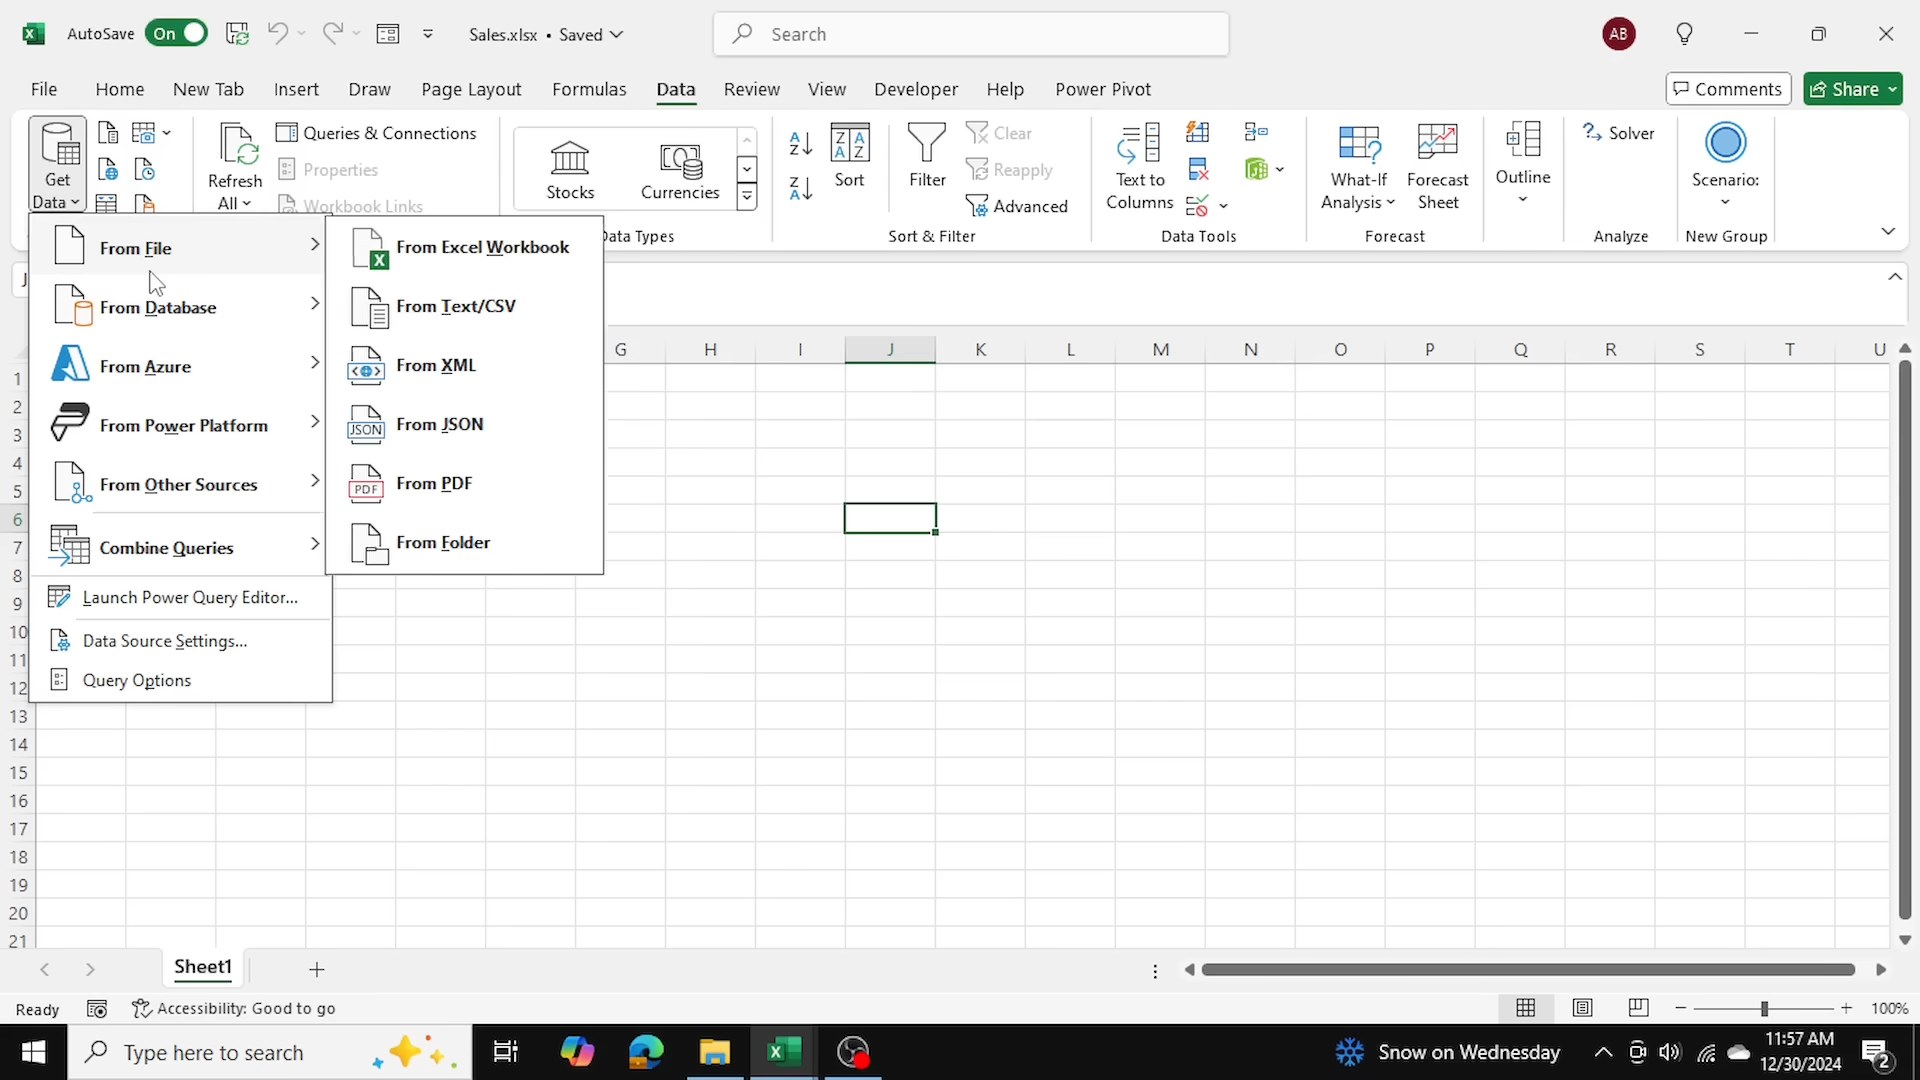 AutoSave On Sales.xlsx • Saved Search AB
File Home New Tab Insert Draw Page Layout Formulas Data Review View Developer Help Power Pivot Comments Share
Get Data
Refresh All
Queries & Connections
Properties
Workbook Links
Stocks
Currencies
Data Types
Sort
Filter
Clear
Reapply
Advanced
Sort & Filter
Text to Columns
Data Tools
What-If Analysis
Forecast Sheet
Forecast
Outline
Solver
Analyze
Scenario:
New Group
From File
From Database
From Azure
From Power Platform
From Other Sources
Combine Queries
Launch Power Query Editor...
Data Source Settings...
Query Options
From Excel Workbook
From Text/CSV
From XML
JSON From JSON
PDF From PDF
From Folder
G H I J K L M N O P Q R S T U
1
2
3
4
5
6
7
8
9
10
11
12
13
14
15
16
17
18
19
20
21
Sheet1
Ready Accessibility: Good to go 100%
Type here to search Snow on Wednesday 11:57 AM
12/30/2024 2